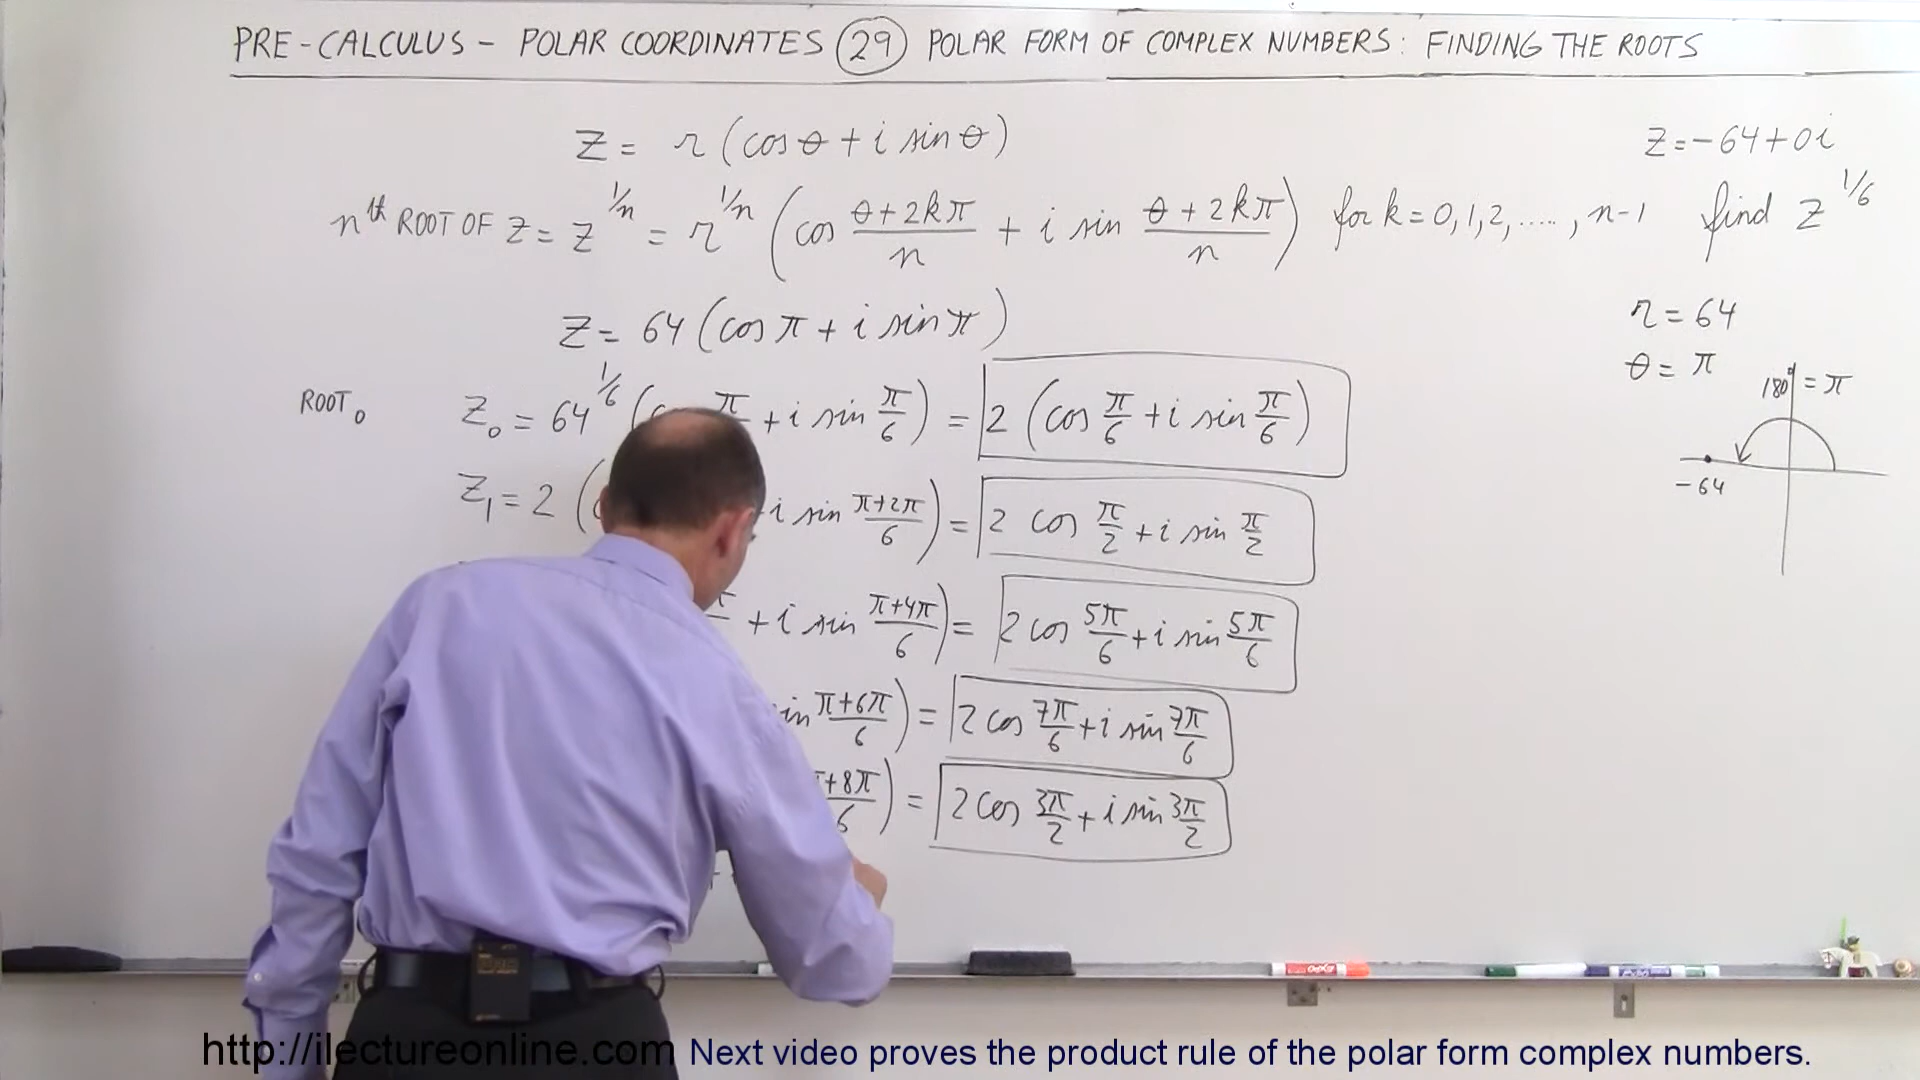 PRE-CALCULUS - POLAR COORDINATES 29 POLAR FORM OF COMPLEX NUMBERS: FINDING THE ROOTS
z = r (cos θ + i sin θ)
z = -64 + 0i
nth ROOT OF z = z^(1/n) = r^(1/n) (cos (θ+2kπ)/n + i sin (θ+2kπ)/n) for k = 0, 1, 2, ....., n-1
find z^(1/6)
z = 64 (cos π + i sin π)
r = 64
θ = π
180° = π
-64
ROOT₀ z₀ = 64^(1/6) ( π + i sin π/6) = 2 (cos π/6 + i sin π/6)
z₁ = 2 ( i sin (π+2π)/6) = 2 cos π/2 + i sin π/2
+ i sin (π+4π)/6) = 2 cos 5π/6 + i sin 5π/6
in (π+6π)/6) = 2 cos 7π/6 + i sin 7π/6
+8π / 6) = 2 cos 3π/2 + i sin 3π/2
EXPO
EXPO
http://ilectureonline.com Next video proves the product rule of the polar form complex numbers.